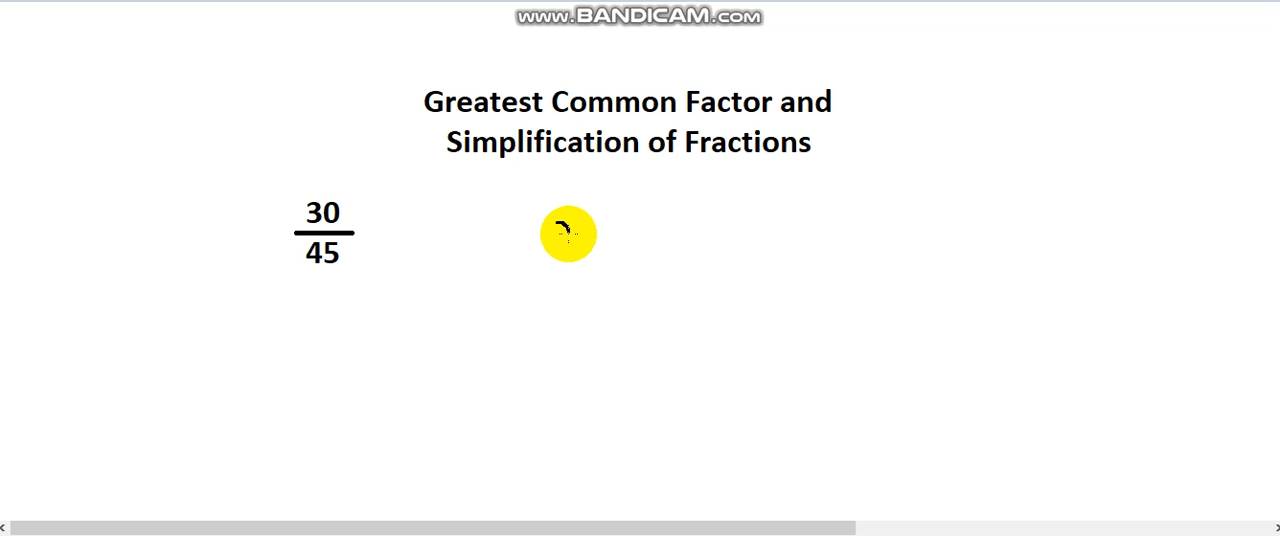 www.BANDICAM.com
Greatest Common Factor and
Simplification of Fractions
30
45